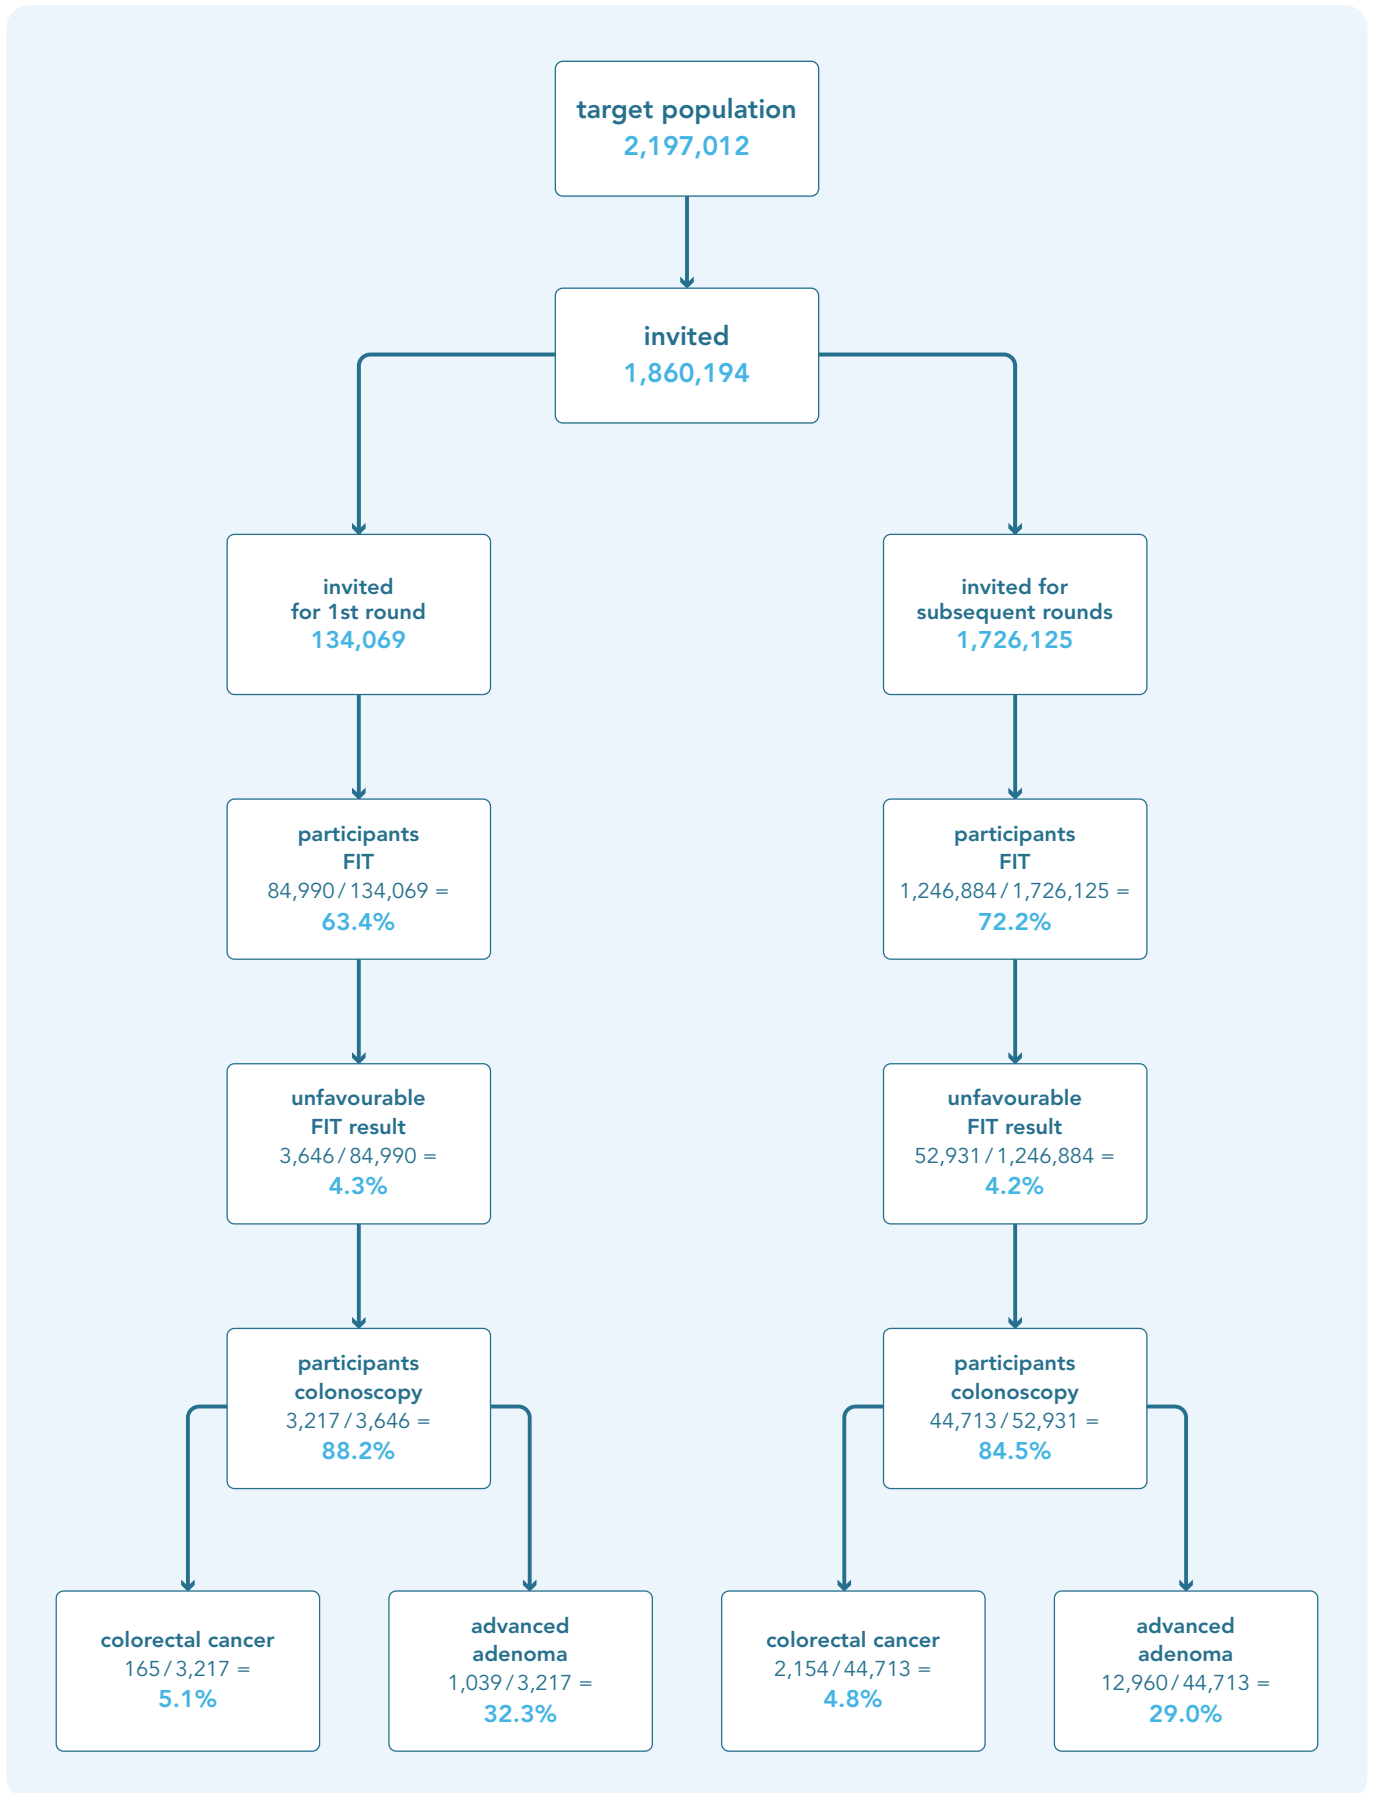 target population
2,197,012
invited
1,860,194
invited
for 1st round
134,069
invited for
subsequent rounds
1,726,125
participants
FIT
84,990 / 134,069 =
63.4%
participants
FIT
1,246,884 / 1,726,125 =
72.2%
unfavourable
FIT result
3,646 / 84,990 =
4.3%
unfavourable
FIT result
52,931 / 1,246,884 =
4.2%
participants
colonoscopy
3,217 / 3,646 =
88.2%
participants
colonoscopy
44,713 / 52,931 =
84.5%
colorectal cancer
165 / 3,217 =
5.1%
advanced
adenoma
1,039 / 3,217 =
32.3%
colorectal cancer
2,154 / 44,713 =
4.8%
advanced
adenoma
12,960 / 44,713 =
29.0%